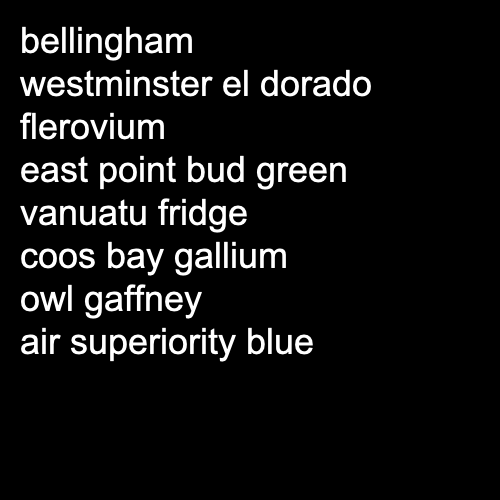 bellingham
westminster el dorado
flerovium
east point bud green
vanuatu fridge
coos bay gallium
owl gaffney
air superiority blue